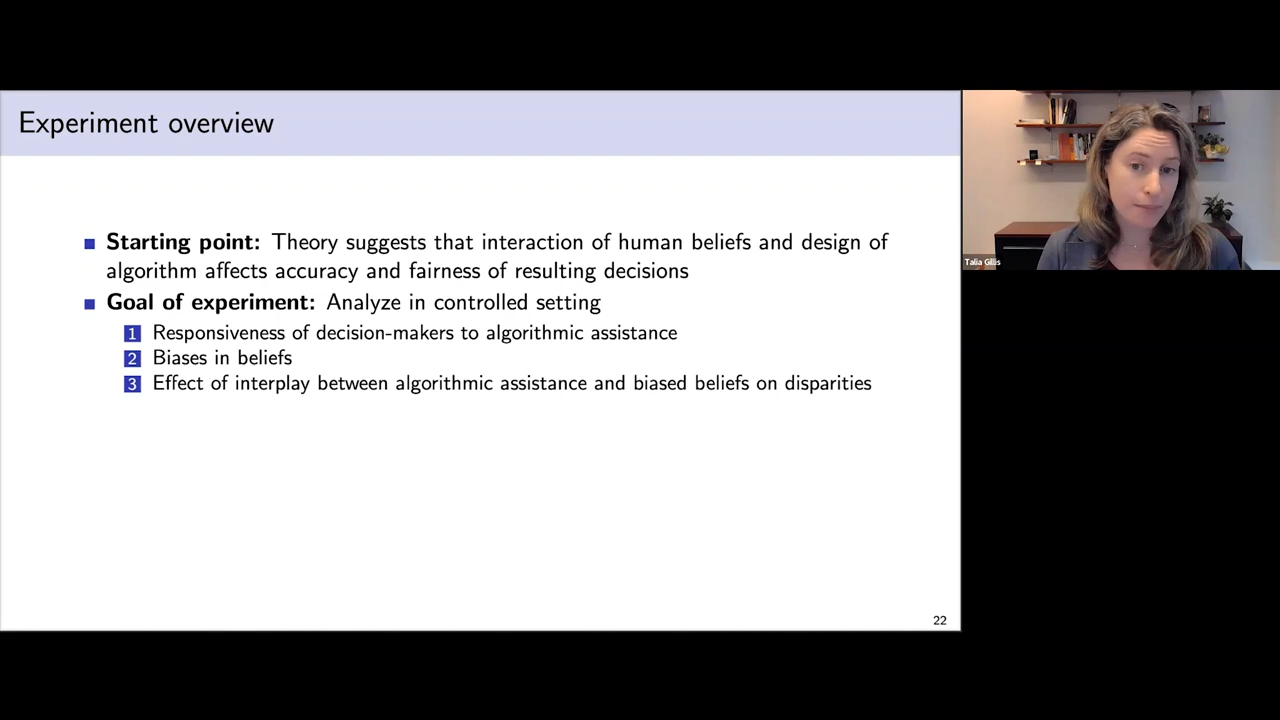 Experiment overview
Starting point: Theory suggests that interaction of human beliefs and design of
algorithm affects accuracy and fairness of resulting decisions
Goal of experiment: Analyze in controlled setting
1 Responsiveness of decision-makers to algorithmic assistance
2 Biases in beliefs
3 Effect of interplay between algorithmic assistance and biased beliefs on disparities
22
Talia Gillis